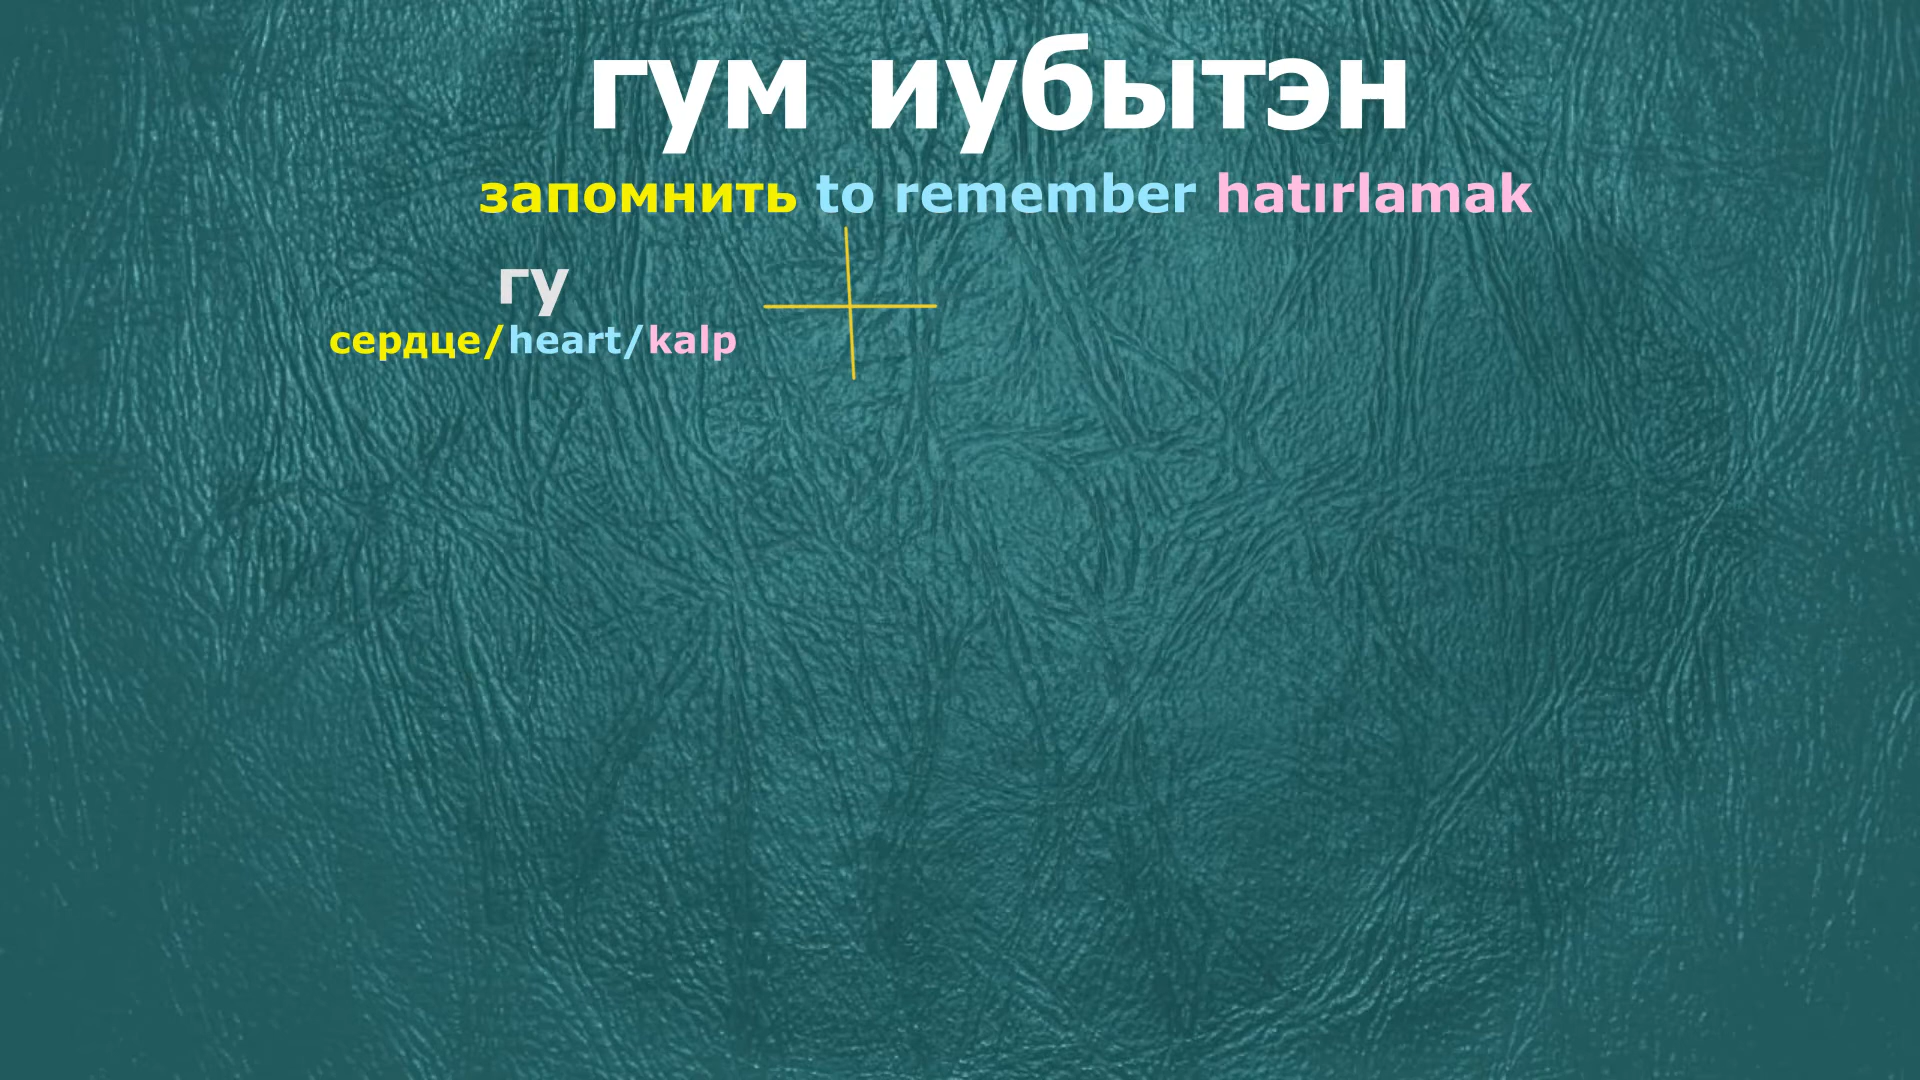 гум иубытэн
запомнить to remember hatırlamak
гу
сердце/heart/kalp